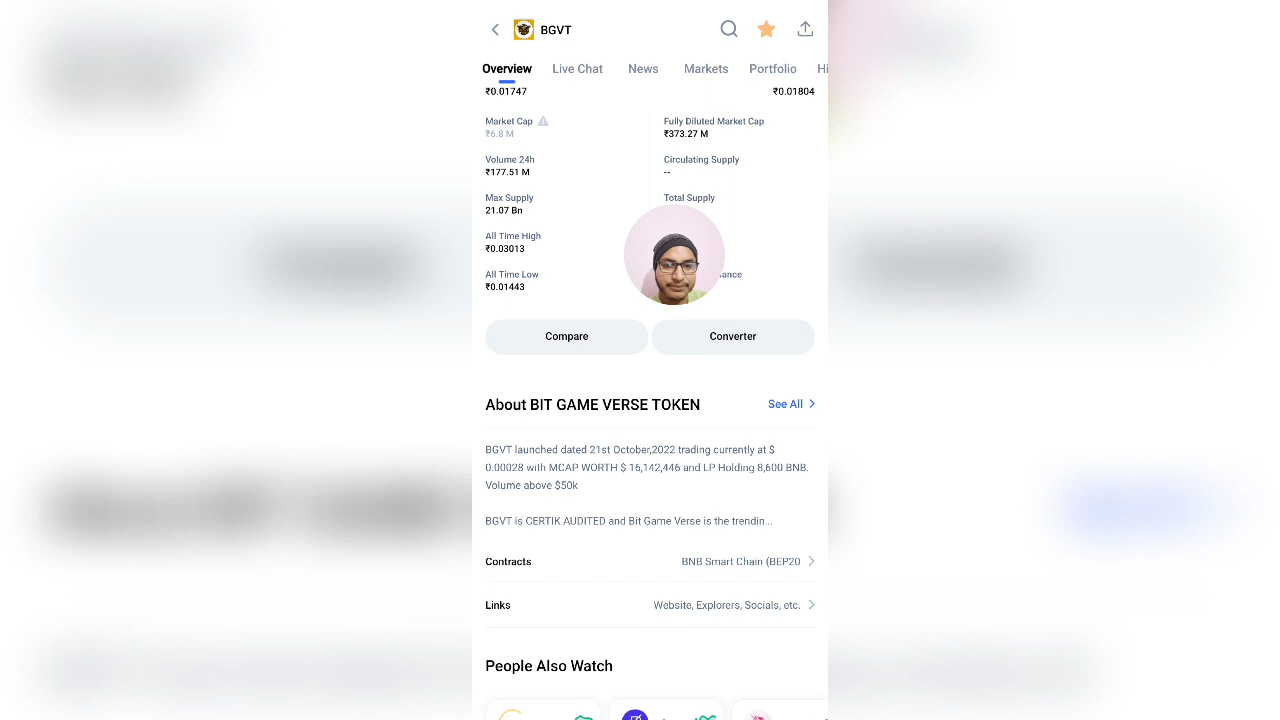 BGVT
Overview Live Chat News Markets Portfolio Hi
₹0.01747 ₹0.01804
Market Cap Fully Diluted Market Cap
₹6.8 M ₹373.27 M
Volume 24h Circulating Supply
₹177.51 M --
Max Supply Total Supply
21.07 Bn
All Time High
₹0.03013
All Time Low
₹0.01443
Compare Converter
About BIT GAME VERSE TOKEN See All
BGVT launched dated 21st October,2022 trading currently at $
0.00028 with MCAP WORTH $ 16,142,446 and LP Holding 8,600 BNB.
Volume above $50k
BGVT is CERTIK AUDITED and Bit Game Verse is the trendin...
Contracts BNB Smart Chain (BEP20
Links Website, Explorers, Socials, etc.
People Also Watch